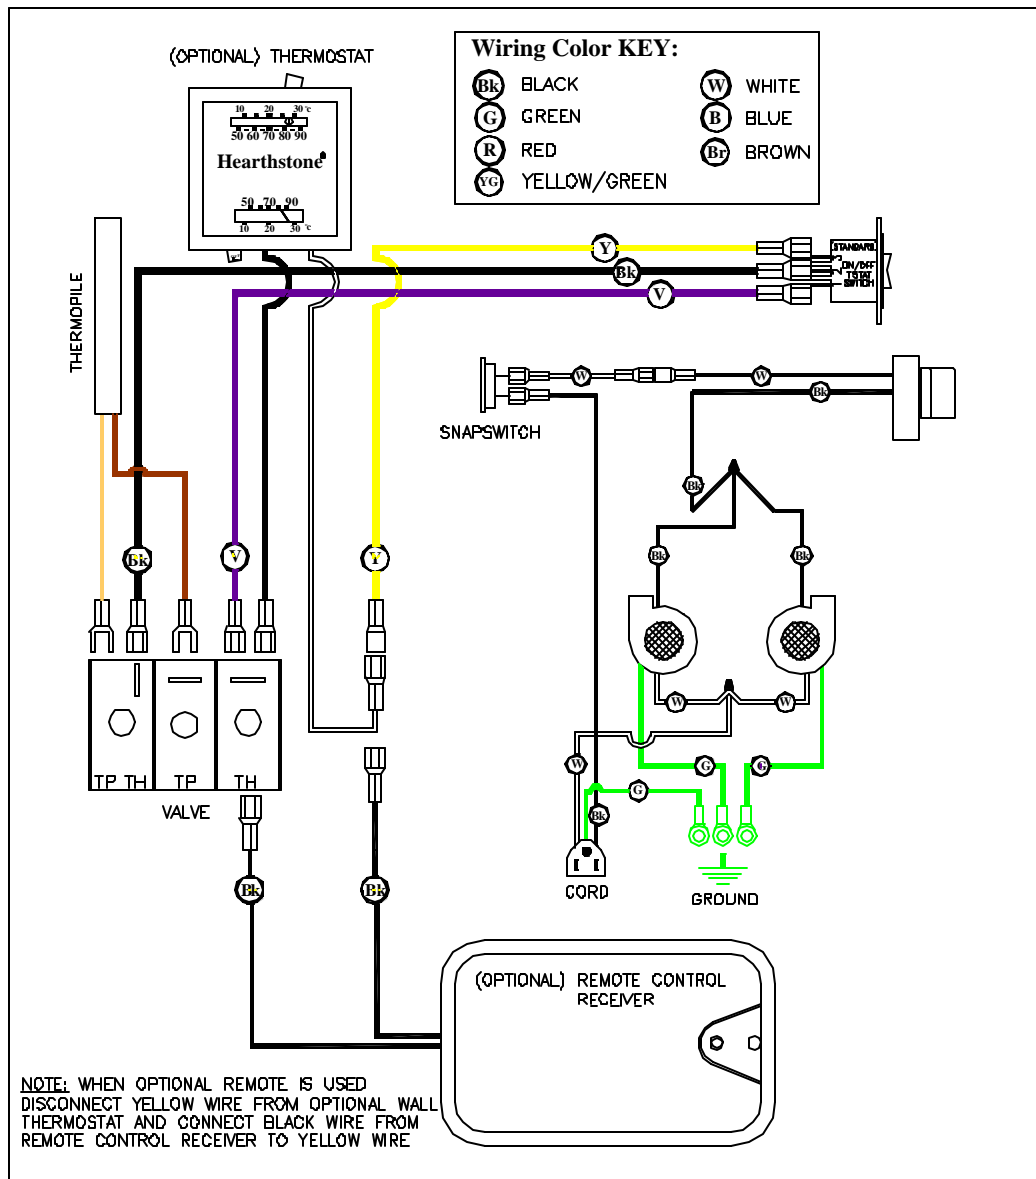 (OPTIONAL) THERMOSTAT
10 20 30 °c
50 60 70 80 90
Hearthstone
50 70 90
10 20 30 °c
Wiring Color KEY:
Bk BLACK
W WHITE
G GREEN
B BLUE
R RED
Br BROWN
YG YELLOW/GREEN
THERMOPILE
Y
Bk
V
STANDARD
3
ON/OFF
2
TSTAT
1
SWITCH
W
W
Bk
SNAPSWITCH
Bk
Bk
Bk
Bk
V
Y
W
W
TP TH
TP
TH
VALVE
W
G
G
G
Bk
CORD
GROUND
Bk
Bk
(OPTIONAL) REMOTE CONTROL
RECEIVER
NOTE: WHEN OPTIONAL REMOTE IS USED
DISCONNECT YELLOW WIRE FROM OPTIONAL WALL
THERMOSTAT AND CONNECT BLACK WIRE FROM
REMOTE CONTROL RECEIVER TO YELLOW WIRE